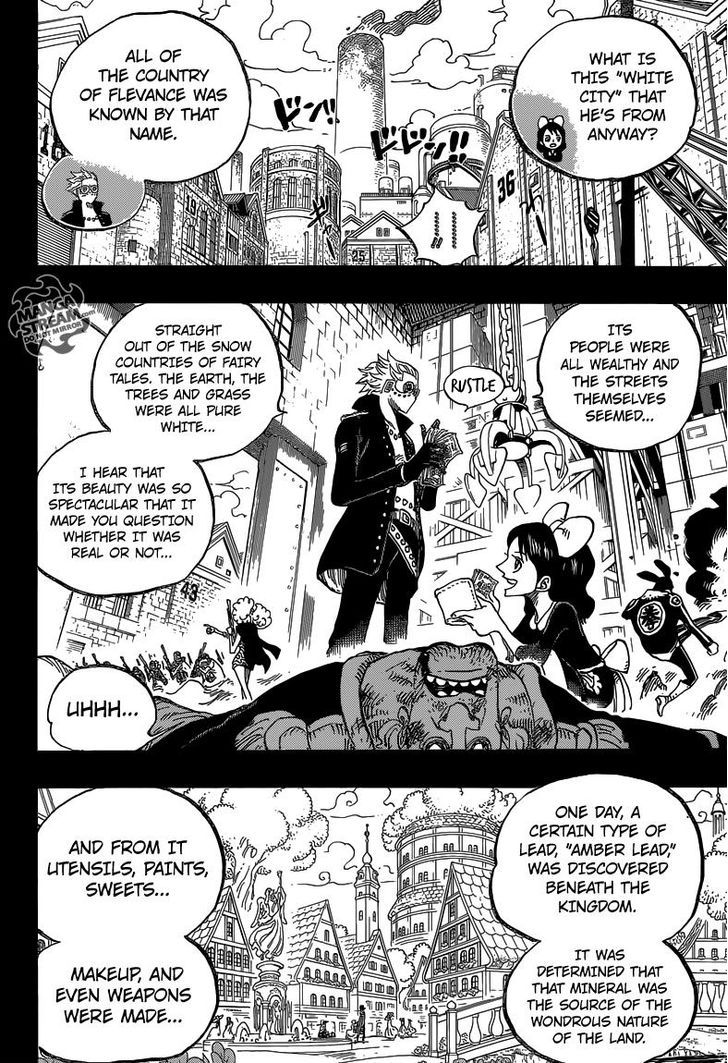 WHAT IS
THIS "WHITE
CITY" THAT
HE'S FROM
ANYWAY?
ALL OF
THE COUNTRY
OF FLEVANCE WAS
KNOWN BY THAT
NAME.
ドンッ
ドンッ!!
36
25
MANGA
STREAM.com
DO NOT MIRROR
ITS
PEOPLE WERE
ALL WEALTHY AND
THE STREETS
THEMSELVES
SEEMED...
RUSTLE
STRAIGHT
OUT OF THE SNOW
COUNTRIES OF FAIRY
TALES. THE EARTH, THE
TREES AND GRASS
WERE ALL PURE
WHITE...
I HEAR THAT
ITS BEAUTY WAS SO
SPECTACULAR THAT IT
MADE YOU QUESTION
WHETHER IT WAS
REAL OR NOT...
43
UHHH...
ONE DAY, A
CERTAIN TYPE OF
LEAD, "AMBER LEAD,"
WAS DISCOVERED
BENEATH THE
KINGDOM.
IT WAS
DETERMINED THAT
THAT MINERAL WAS
THE SOURCE OF THE
WONDROUS NATURE
OF THE LAND.
AND FROM IT
UTENSILS, PAINTS,
SWEETS...
MAKEUP, AND
EVEN WEAPONS
WERE MADE...